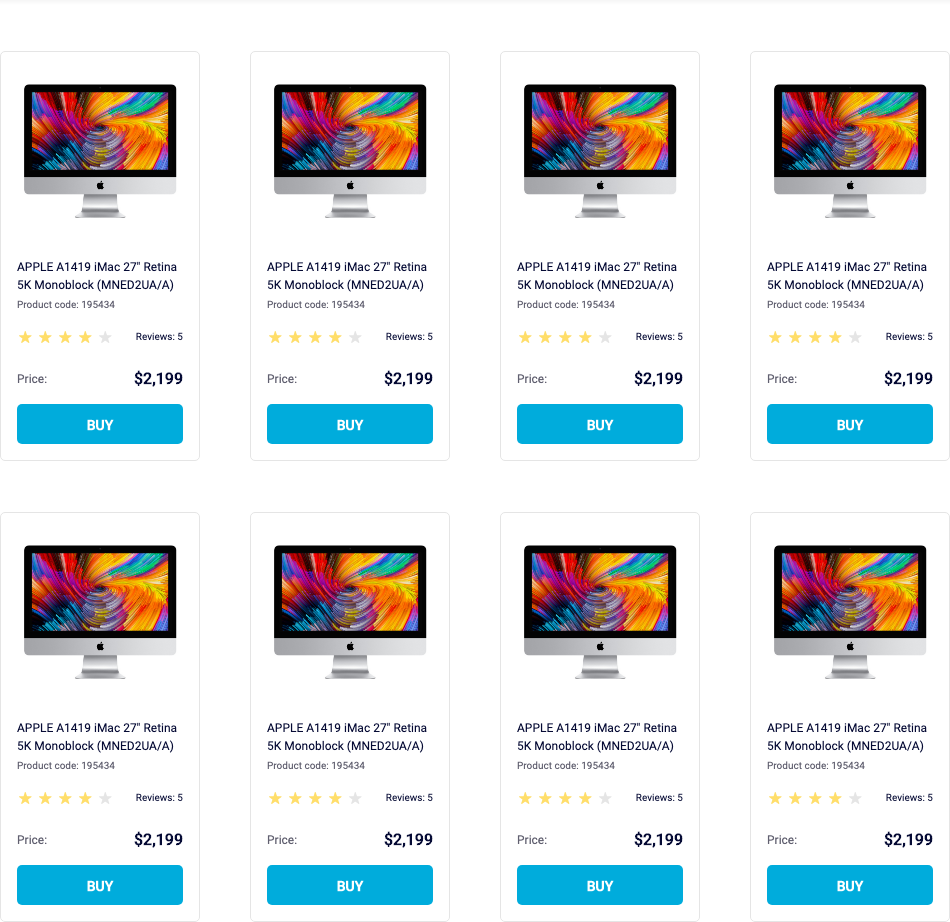 APPLE A1419 iMac 27" Retina
5K Monoblock (MNED2UA/A)
Product code: 195434
Reviews: 5
Price: $2,199
BUY
APPLE A1419 iMac 27" Retina
5K Monoblock (MNED2UA/A)
Product code: 195434
Reviews: 5
Price: $2,199
BUY
APPLE A1419 iMac 27" Retina
5K Monoblock (MNED2UA/A)
Product code: 195434
Reviews: 5
Price: $2,199
BUY
APPLE A1419 iMac 27" Retina
5K Monoblock (MNED2UA/A)
Product code: 195434
Reviews: 5
Price: $2,199
BUY
APPLE A1419 iMac 27" Retina
5K Monoblock (MNED2UA/A)
Product code: 195434
Reviews: 5
Price: $2,199
BUY
APPLE A1419 iMac 27" Retina
5K Monoblock (MNED2UA/A)
Product code: 195434
Reviews: 5
Price: $2,199
BUY
APPLE A1419 iMac 27" Retina
5K Monoblock (MNED2UA/A)
Product code: 195434
Reviews: 5
Price: $2,199
BUY
APPLE A1419 iMac 27" Retina
5K Monoblock (MNED2UA/A)
Product code: 195434
Reviews: 5
Price: $2,199
BUY